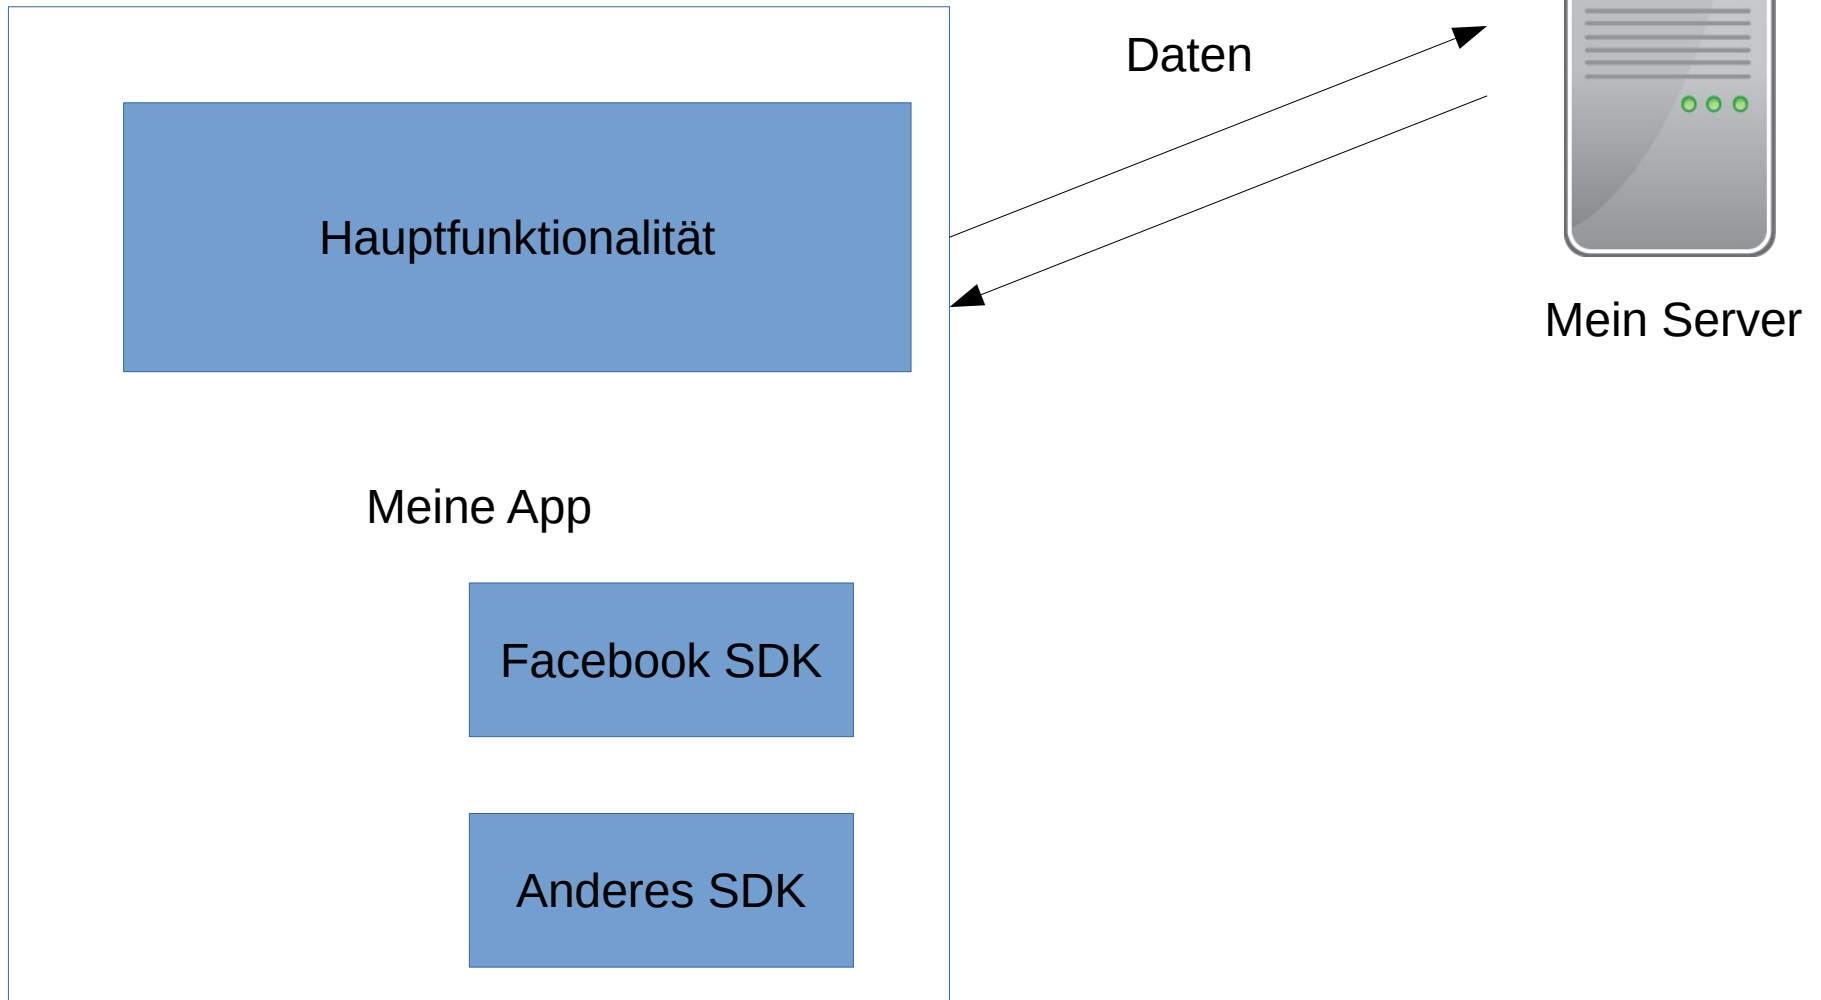 Daten
Hauptfunktionalität
Mein Server
Meine App
Facebook SDK
Anderes SDK